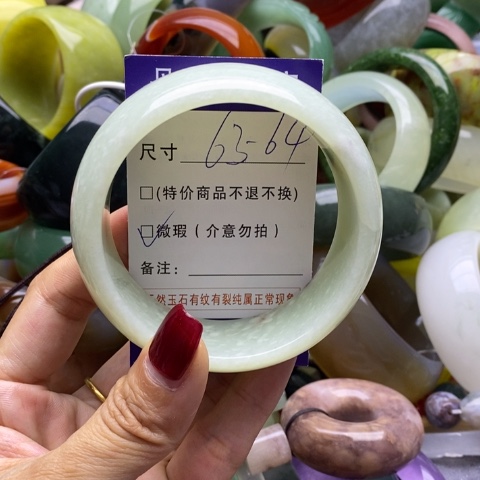 尺寸 63-64
□(特价商品不退不换)
☑微瑕(介意勿拍)
备注:
然玉石有纹有裂纯属正常现象